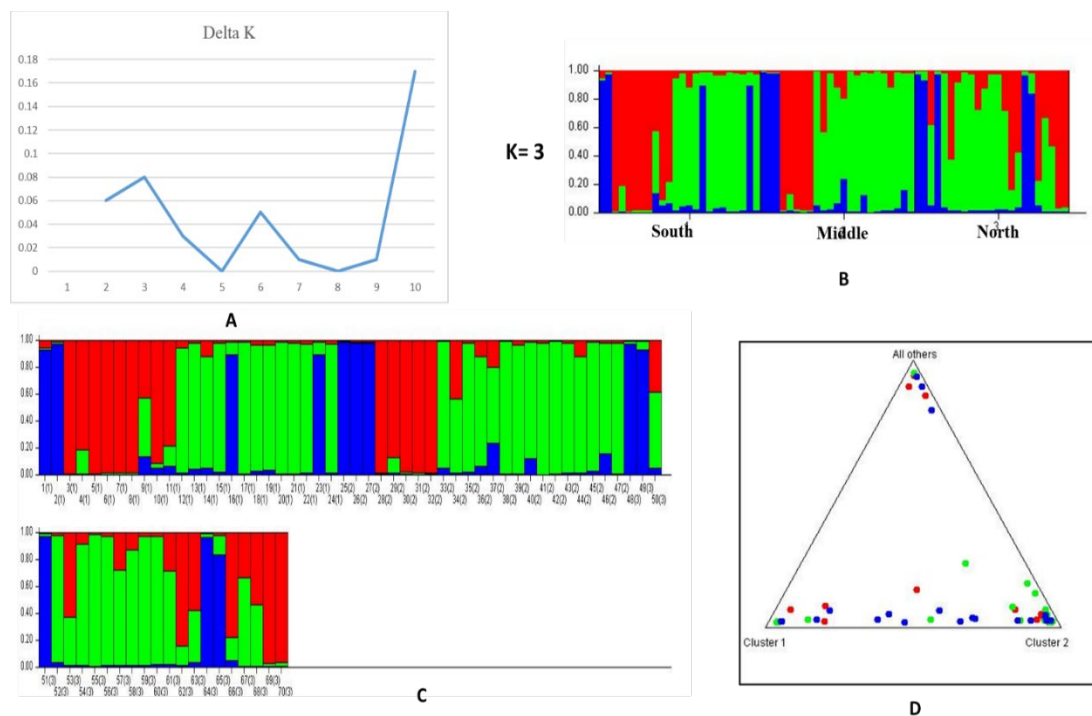 Delta K
0.18
0.16
0.14
0.12
0.1
0.08
0.06
0.04
0.02
0
1 2 3 4 5 6 7 8 9 10
A
K= 3
1.00
0.80
0.60
0.40
0.20
0.00
South Middle North
B
1.00
0.80
0.60
0.40
0.20
0.00
1(1) 3(1) 5(1) 7(1) 9(1) 11(1) 13(1) 15(1) 17(1) 19(1) 21(1) 23(1) 25(2) 27(2) 29(2) 31(2) 33(2) 35(2) 37(2) 39(2) 41(2) 43(2) 45(2) 47(2) 49(3)
2(1) 4(1) 6(1) 8(1) 10(1) 12(1) 14(1) 16(1) 18(1) 20(1) 22(1) 24(1) 26(2) 28(2) 30(2) 32(2) 34(2) 36(2) 38(2) 40(2) 42(2) 44(2) 46(2) 48(3) 50(3)
1.00
0.80
0.60
0.40
0.20
0.00
51(3) 53(3) 55(3) 57(3) 59(3) 61(3) 63(3) 65(3) 67(3) 69(3)
52(3) 54(3) 56(3) 58(3) 60(3) 62(3) 64(3) 66(3) 68(3) 70(3)
C
All others
Cluster 1 Cluster 2
D